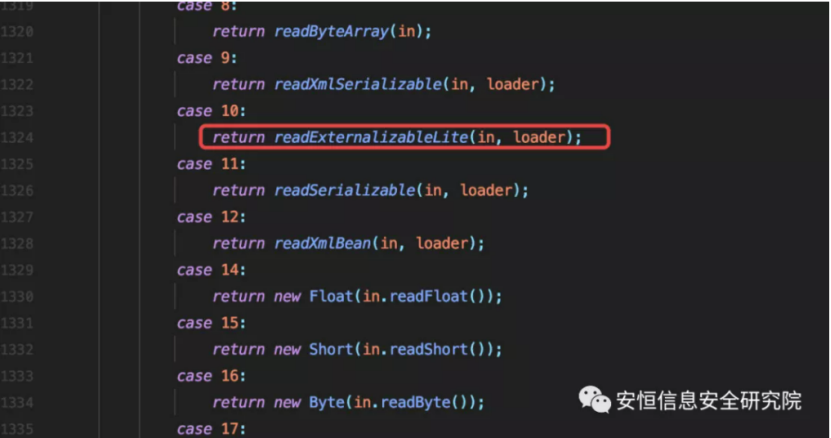 1319 case 8:
1320 return readByteArray(in);
1321 case 9:
1322 return readXmlSerializable(in, loader);
1323 case 10:
1324 return readExternalizableLite(in, loader);
1325 case 11:
1326 return readSerializable(in, loader);
1327 case 12:
1328 return readXmlBean(in, loader);
1329 case 14:
1330 return new Float(in.readFloat());
1331 case 15:
1332 return new Short(in.readShort());
1333 case 16:
1334 return new Byte(in.readByte());
1335 case 17:
安恒信息安全研究院